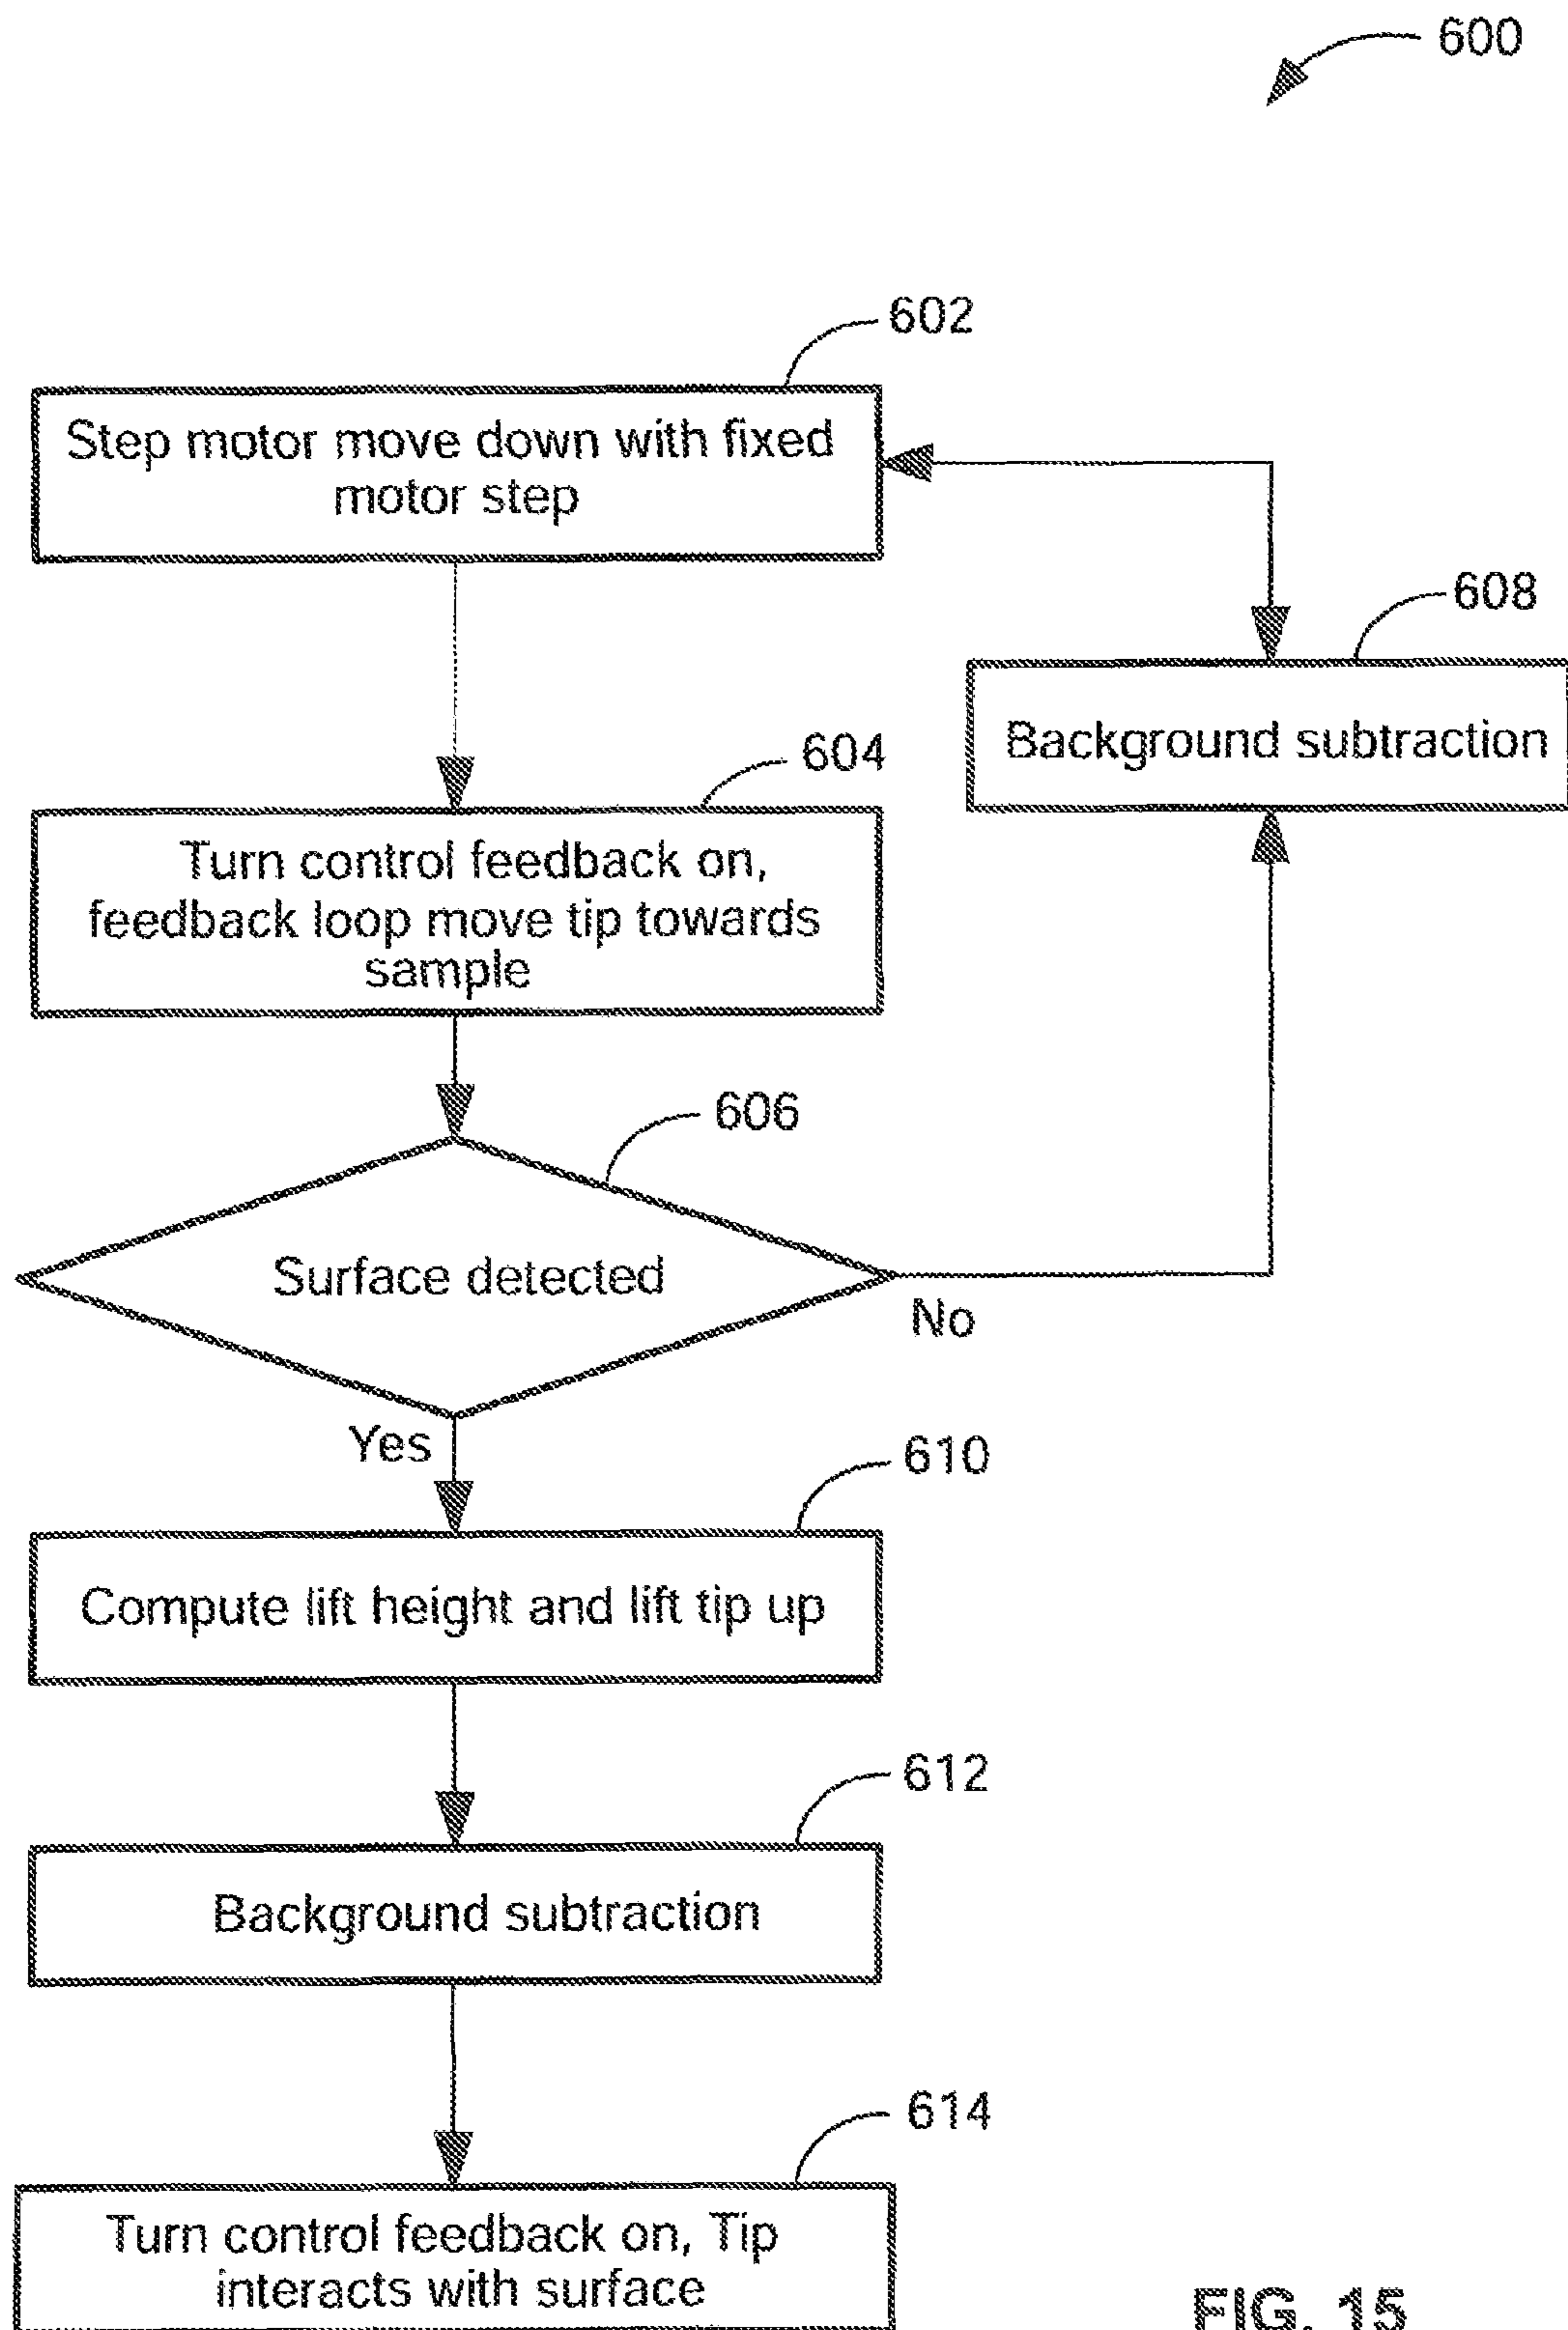 600
602
Step motor move down with fixed
motor step
608
Background subtraction
604
Turn control feedback on,
feedback loop move tip towards
sample
606
Surface detected
No
Yes
610
Compute lift height and lift tip up
612
Background subtraction
614
Turn control feedback on, Tip
interacts with surface
FIG. 15